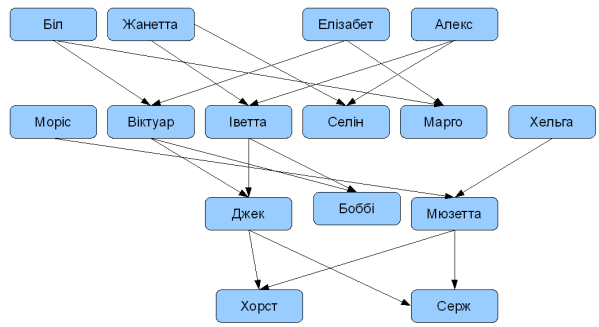 Біл
Жанетта
Елізабет
Алекс
Моріс
Віктуар
Іветта
Селін
Марго
Хельга
Джек
Боббі
Мюзетта
Хорст
Серж